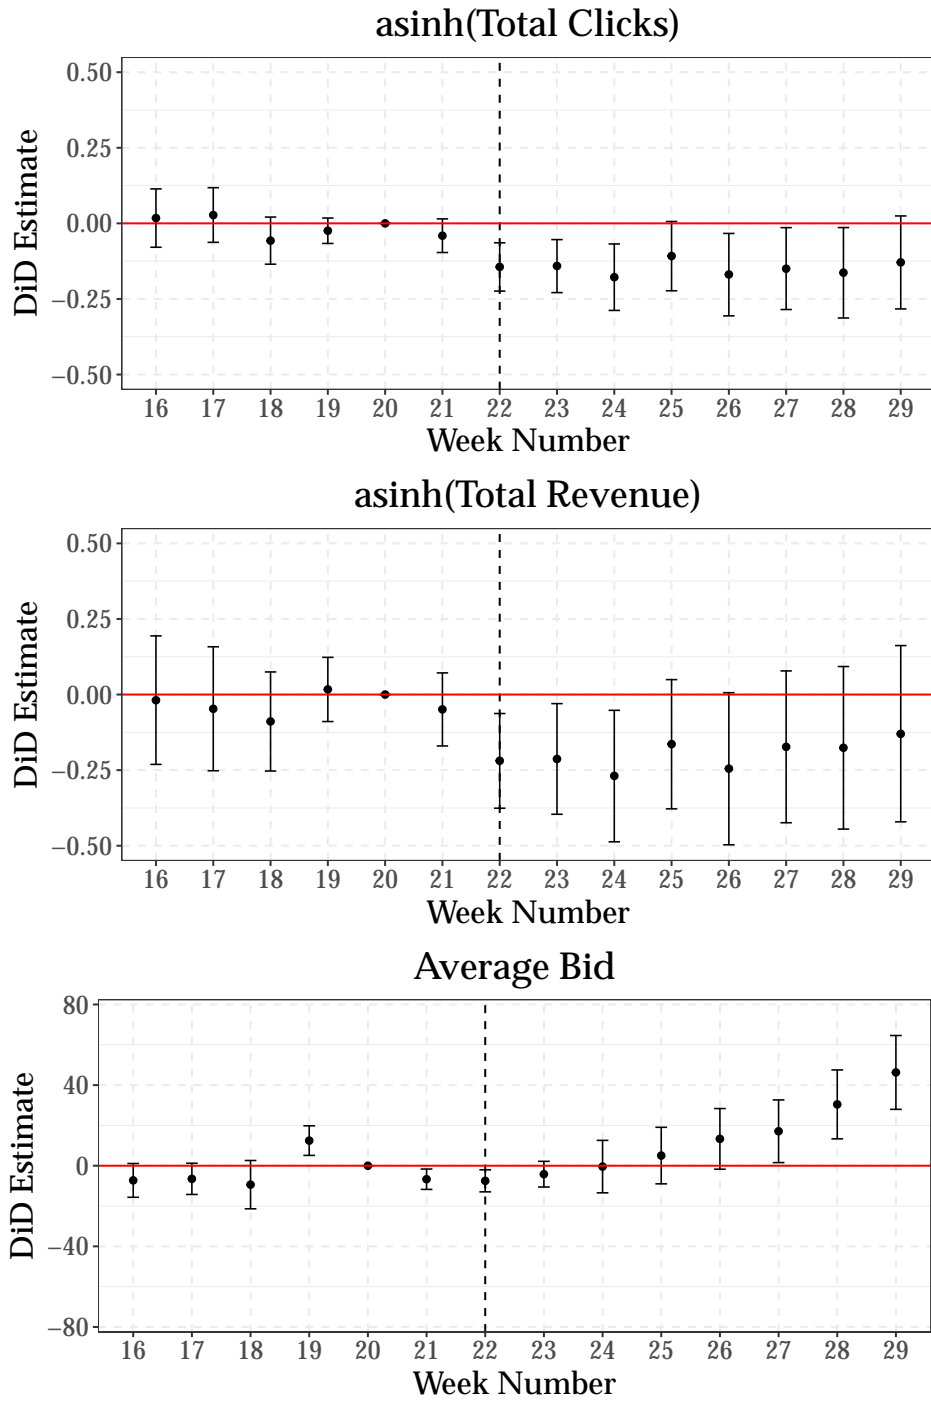 asinh(Total Clicks)
DiD Estimate
0.50
0.25
0.00
−0.25
−0.50
16 17 18 19 20 21 22 23 24 25 26 27 28 29
Week Number
asinh(Total Revenue)
DiD Estimate
0.50
0.25
0.00
−0.25
−0.50
16 17 18 19 20 21 22 23 24 25 26 27 28 29
Week Number
Average Bid
DiD Estimate
80
40
0
−40
−80
16 17 18 19 20 21 22 23 24 25 26 27 28 29
Week Number